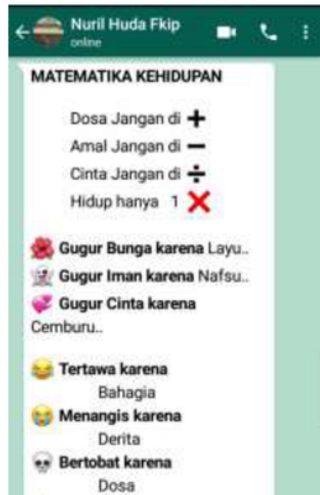 Nuril Huda Fkip
online
MATEMATIKA KEHIDUPAN
Dosa Jangan di ➕
Amal Jangan di ➖
Cinta Jangan di ➗
Hidup hanya 1 ❌
🌺 Gugur Bunga karena Layu..
👻 Gugur Iman karena Nafsu..
💞 Gugur Cinta karena
Cemburu..
😂 Tertawa karena
Bahagia
😭 Menangis karena
Derita
💀 Bertobat karena
Dosa